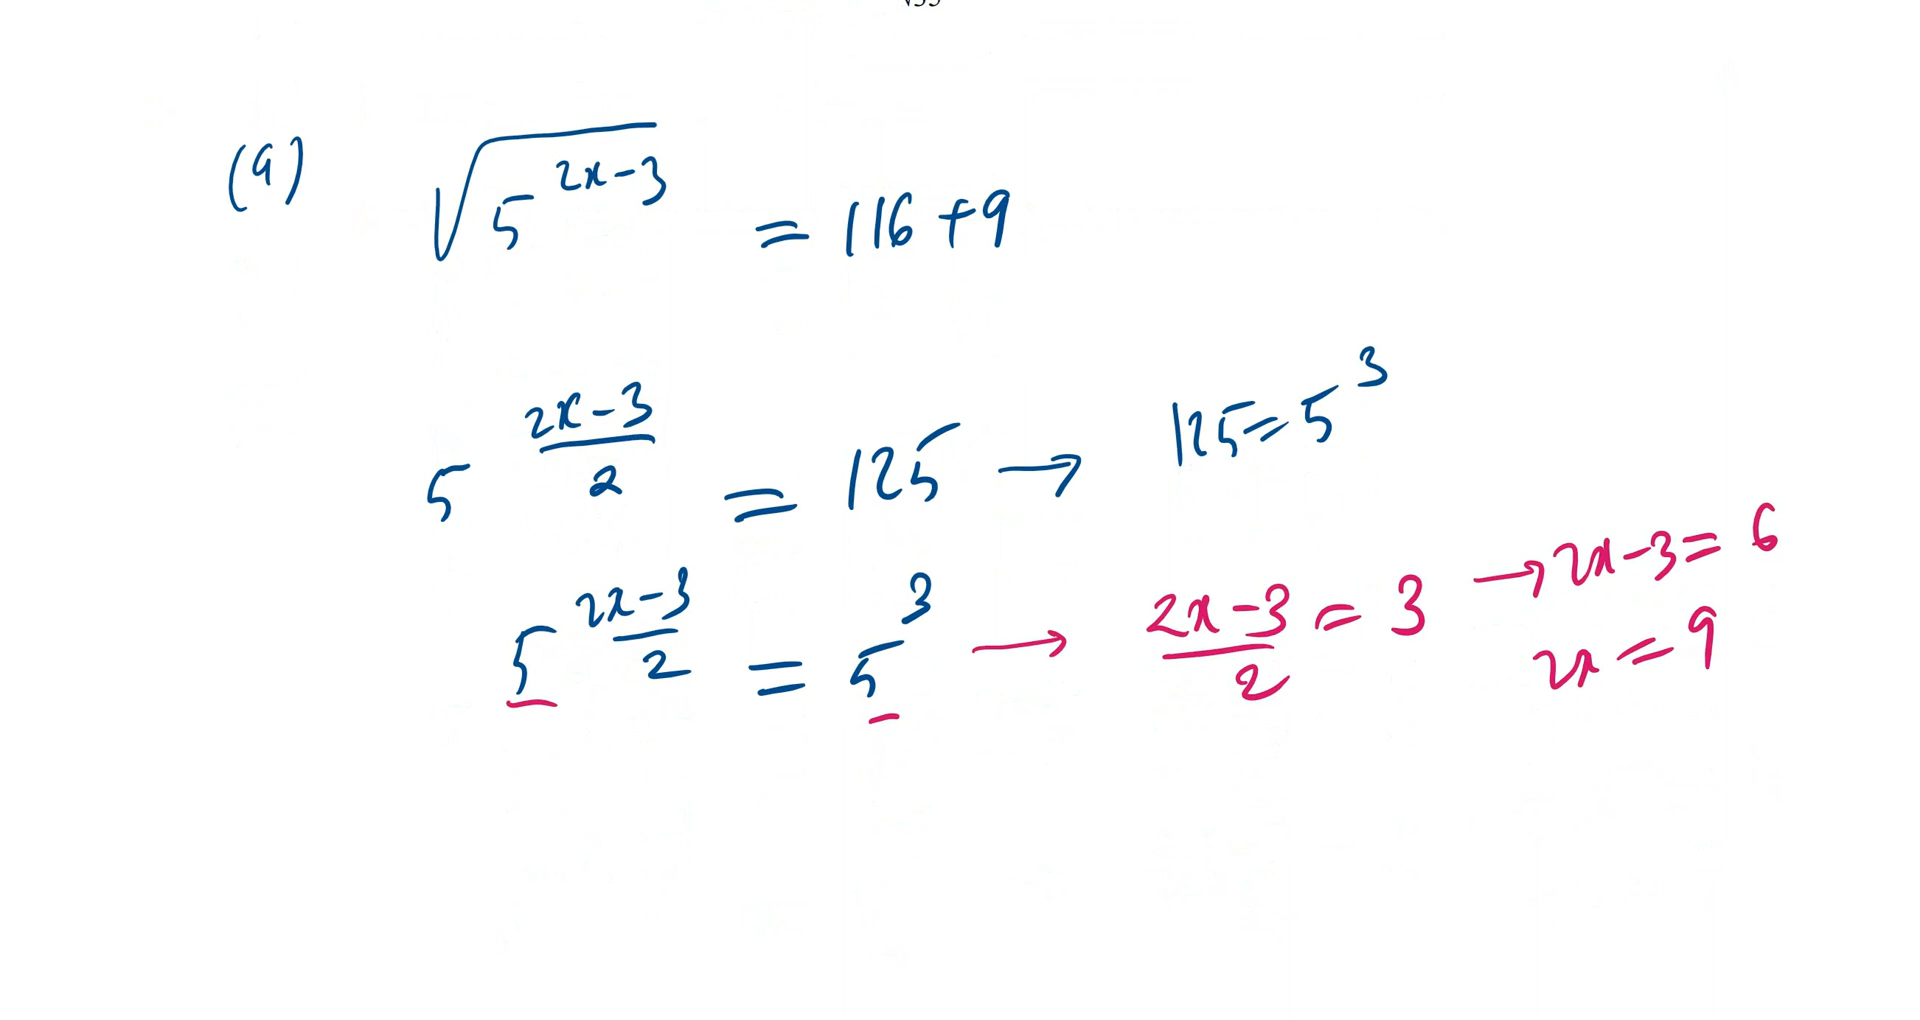 (a) √(5^(2x-3)) = 116 + 9
5^((2x-3)/2) = 125 → 125 = 5^3
5^((2x-3)/2) = 5^3 → (2x-3)/2 = 3 → 2x-3 = 6
2x = 9